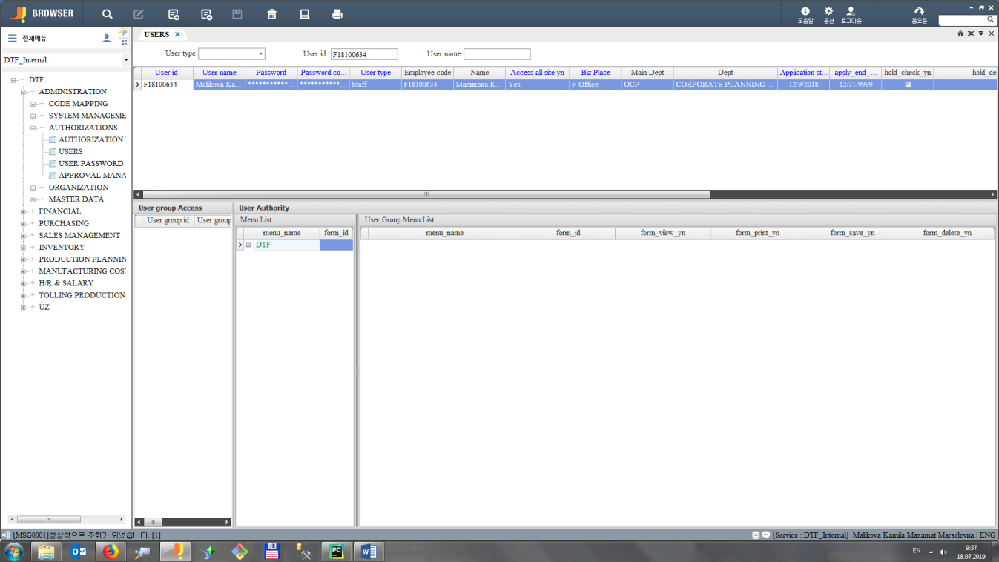 BROWSER
도움말 옵션 로그아웃 폼오픈
전체메뉴
USERS
DTF_Internal
User type User id F18100634 User name
DTF
ADMINISTRATION
CODE MAPPING
SYSTEM MANAGEME
AUTHORIZATIONS
AUTHORIZATION
USERS
USER PASSWORD
APPROVAL MANA
ORGANIZATION
MASTER DATA
FINANCIAL
PURCHASING
SALES MANAGEMENT
INVENTORY
PRODUCTION PLANNIN
MANUFACTURING COS
H/R & SALARY
TOLLING PRODUCTION
UZ
User id User name Password Password co... User type Employee code Name Access all site yn Biz Place Main Dept Dept Application st... apply_end_... hold_check_yn hold_de
F18100634 Malikova Ka... ***********... ***********... Staff F18100634 Маликова К... Yes F-Office OCP CORPORATE PLANNING ... 12/9/2018 12/31/9999
User group Access User Authority
User group id User group
Menu List User Group Menu List
menu_name form_id
menu_name form_id form_view_yn form_print_yn form_save_yn form_delete_yn
DTF
[MSG0001]정상적으로 조회가 되었습니다. [1]
[Service : DTF_Internal] Malikova Kamila Maxamat Marselevna | ENG
EN
9:37
18.07.2019